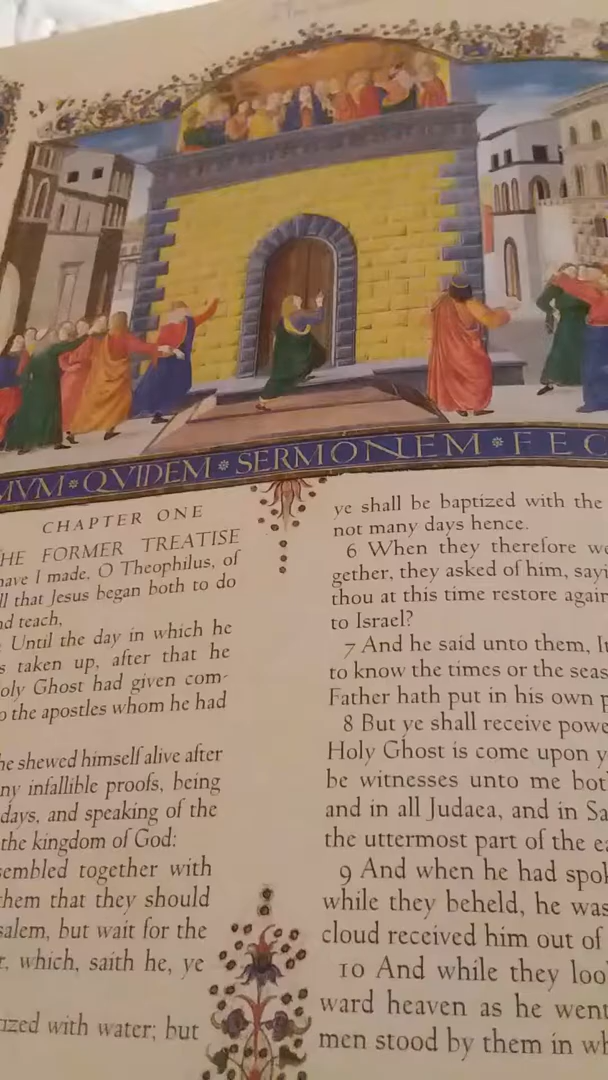 MVM * QVIDEM * SERMONEM * FEC
CHAPTER ONE
HE FORMER TREATISE
have I made, O Theophilus, of
ll that Jesus began both to do
nd teach,
Until the day in which he
s taken up, after that he
oly Ghost had given com-
o the apostles whom he had
he shewed himself alive after
ny infallible proofs, being
days, and speaking of the
the kingdom of God:
sembled together with
them that they should
salem, but wait for the
r, which, saith he, ye
ized with water; but
ye shall be baptized with the
not many days hence.
6 When they therefore we
gether, they asked of him, sayi
thou at this time restore again
to Israel?
7 And he said unto them, It
to know the times or the seas
Father hath put in his own p
8 But ye shall receive powe
Holy Ghost is come upon y
be witnesses unto me bot
and in all Judaea, and in Sa
the uttermost part of the ea
9 And when he had spok
while they beheld, he was
cloud received him out of
10 And while they loo
ward heaven as he went
men stood by them in wh